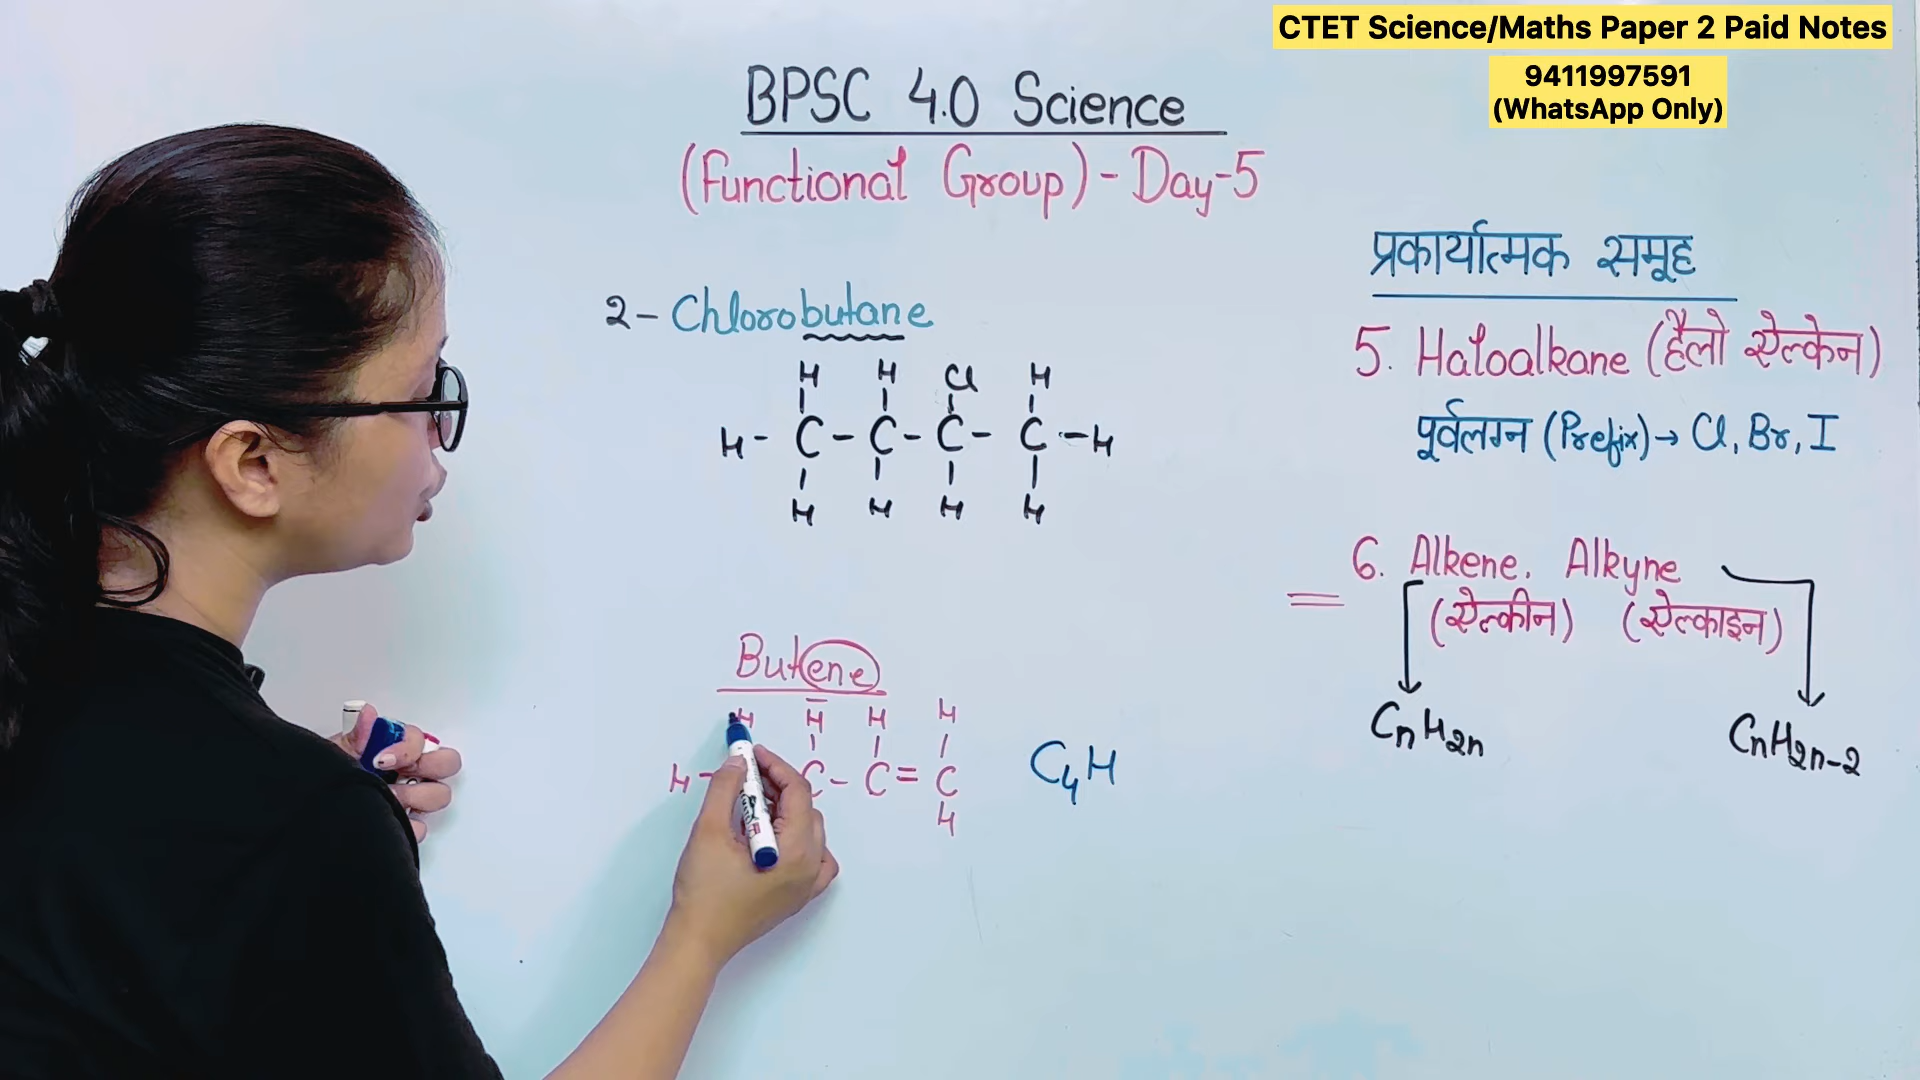 CTET Science/Maths Paper 2 Paid Notes
9411997591
(WhatsApp Only)
BPSC 4.0 Science
(Functional Group) - Day-5
2- Chlorobutane
H H Cl H
H- C - C - C - C -H
H H H H
Butene
H H H H
H - C - C = C
H
C4H
प्रकार्यात्मक समूह
5. Haloalkane (हैलो ऐल्केन)
पूर्वलग्न (Prefix) → Cl, Br, I
= 6. Alkene. Alkyne
(ऐल्कीन) (ऐल्काइन)
CnH2n CnH2n-2